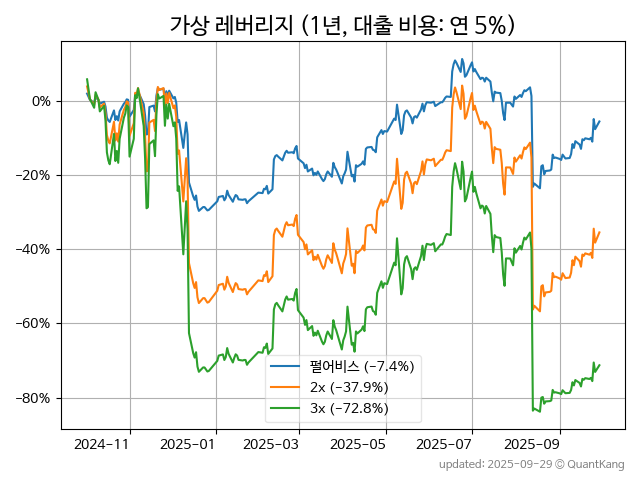 가상 레버리지 (1년, 대출 비용: 연 5%)
0%
−20%
−40%
−60%
−80%
펄어비스 (−7.4%)
2x (−37.9%)
3x (−72.8%)
2024-11 2025-01 2025-03 2025-05 2025-07 2025-09
updated: 2025-09-29 © QuantKang